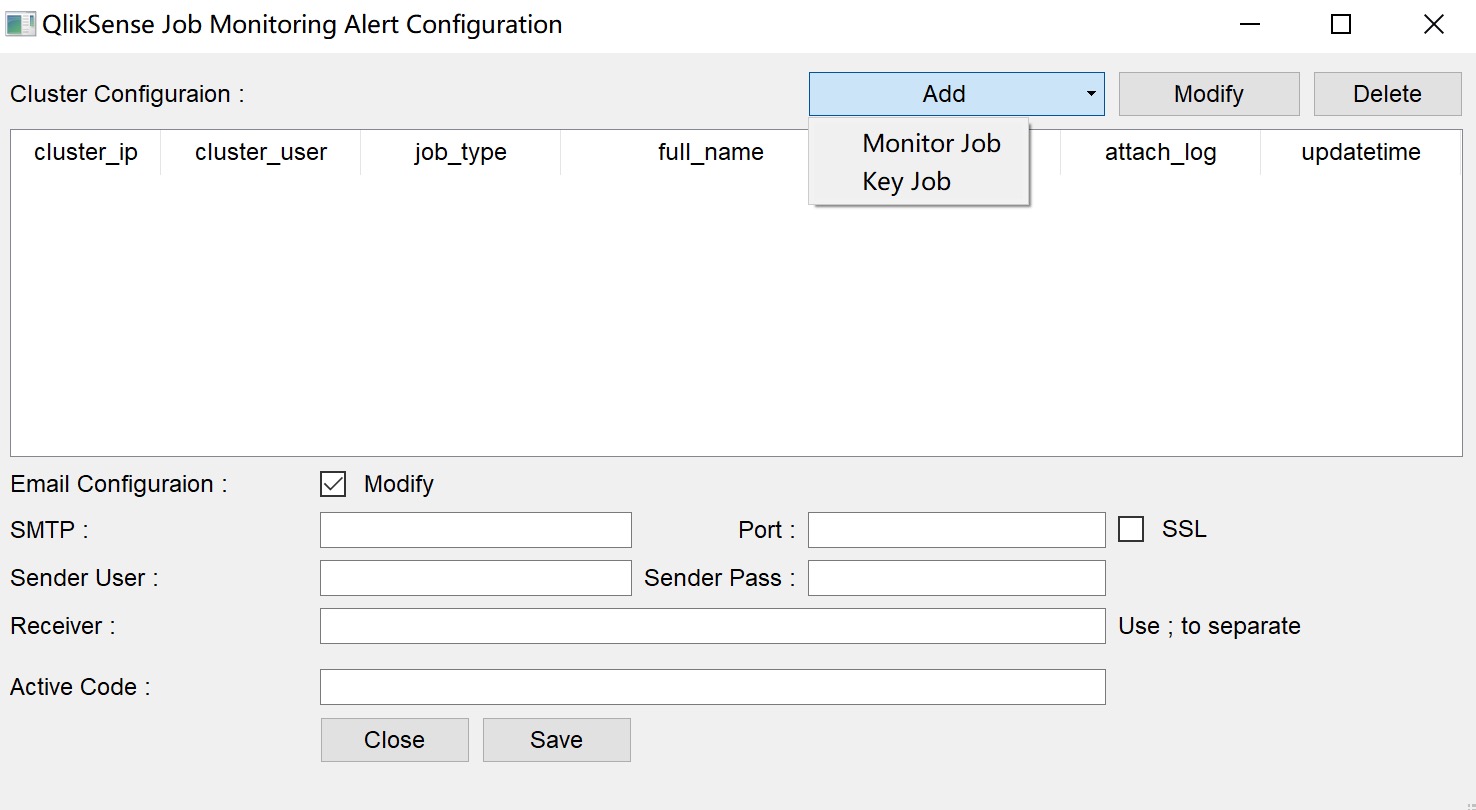 QlikSense Job Monitoring Alert Configuration
Cluster Configuraion : Add Modify Delete
cluster_ip cluster_user job_type full_name attach_log updatetime
Monitor Job
Key Job
Email Configuraion : Modify
SMTP : Port : SSL
Sender User : Sender Pass :
Receiver : Use ; to separate
Active Code :
Close Save